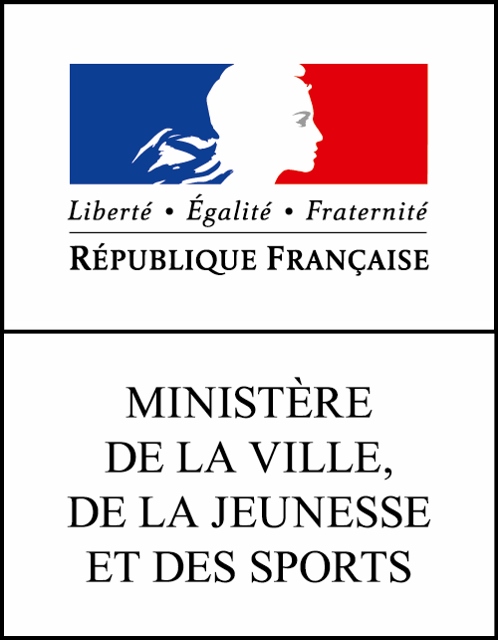 Liberté • Égalité • Fraternité
RÉPUBLIQUE FRANÇAISE
MINISTÈRE
DE LA VILLE,
DE LA JEUNESSE
ET DES SPORTS